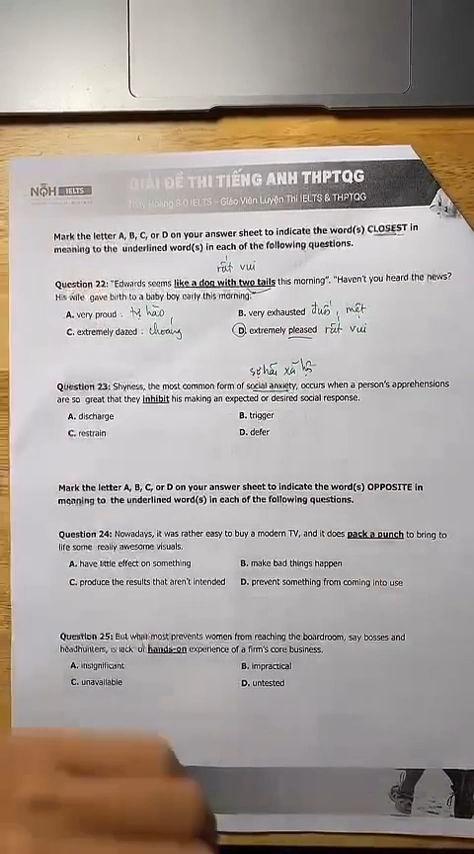 NQH IELTS
GIẢI ĐỀ THI TIẾNG ANH THPTQG
Hoàng 8.0 IELTS – Giáo Viên Luyện Thi IELTS & THPTQG
Mark the letter A, B, C, or D on your answer sheet to indicate the word(s) CLOSEST in
meaning to the underlined word(s) in each of the following questions.
rất vui
Question 22: "Edwards seems like a dog with two tails this morning". "Haven't you heard the news?
His wife gave birth to a baby boy early this morning."
A. very proud : tự hào
B. very exhausted đuối, mệt
C. extremely dazed : choáng
D. extremely pleased rất vui
sợ hãi xã hội
Question 23: Shyness, the most common form of social anxiety, occurs when a person's apprehensions
are so great that they inhibit his making an expected or desired social response.
A. discharge
B. trigger
C. restrain
D. defer
Mark the letter A, B, C, or D on your answer sheet to indicate the word(s) OPPOSITE in
meaning to the underlined word(s) in each of the following questions.
Question 24: Nowadays, it was rather easy to buy a modern TV, and it does pack a punch to bring to
life some really awesome visuals.
A. have little effect on something
B. make bad things happen
C. produce the results that aren't intended
D. prevent something from coming into use
Question 25: But what most prevents women from reaching the boardroom, say bosses and
headhunters, is lack of hands-on experience of a firm's core business.
A. insignificant
B. impractical
C. unavailable
D. untested